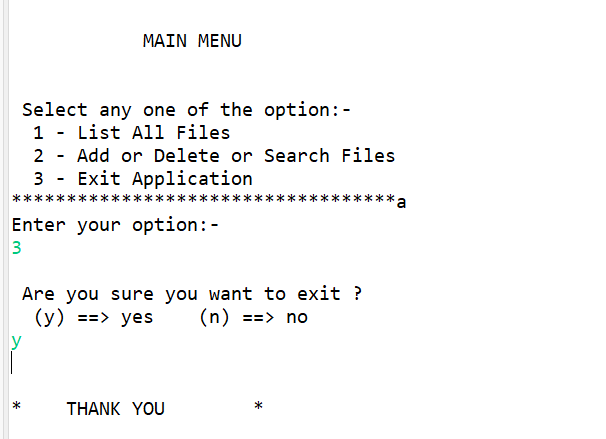 MAIN MENU
Select any one of the option:-
1 - List All Files
2 - Add or Delete or Search Files
3 - Exit Application
***********************************a
Enter your option:-
3
Are you sure you want to exit ?
(y) ==> yes    (n) ==> no
y
*    THANK YOU        *